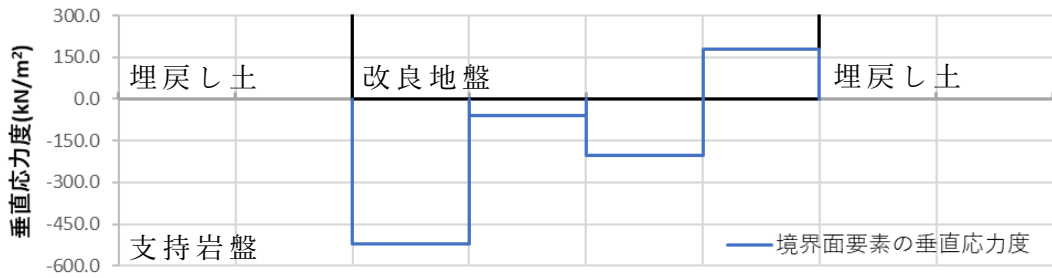 300.0
150.0
0.0
-150.0
-300.0
-450.0
-600.0
垂直応力度(kN/m²)
埋戻し土
改良地盤
埋戻し土
支持岩盤
境界面要素の垂直応力度